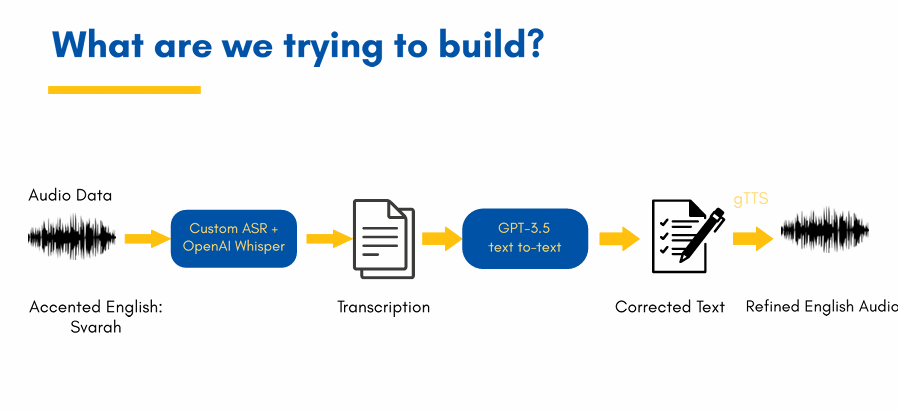 What are we trying to build?
Audio Data
Custom ASR +
OpenAI Whisper
GPT-3.5
text to-text
gTTS
Accented English:
Svarah
Transcription
Corrected Text
Refined English Audio